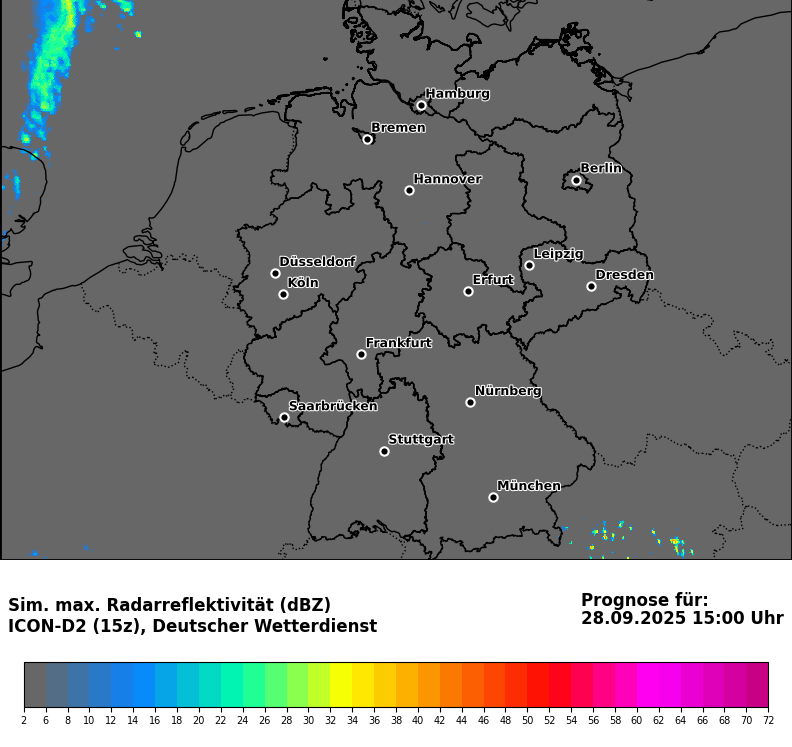 Hamburg
Bremen
Berlin
Hannover
Leipzig
Düsseldorf
Dresden
Köln
Erfurt
Frankfurt
Nürnberg
Saarbrücken
Stuttgart
München
Sim. max. Radarreflektivität (dBZ)
ICON-D2 (15z), Deutscher Wetterdienst
Prognose für:
28.09.2025 15:00 Uhr
2 6 8 10 12 14 16 18 20 22 24 26 28 30 32 34 36 38 40 42 44 46 48 50 52 54 56 58 60 62 64 66 68 70 72